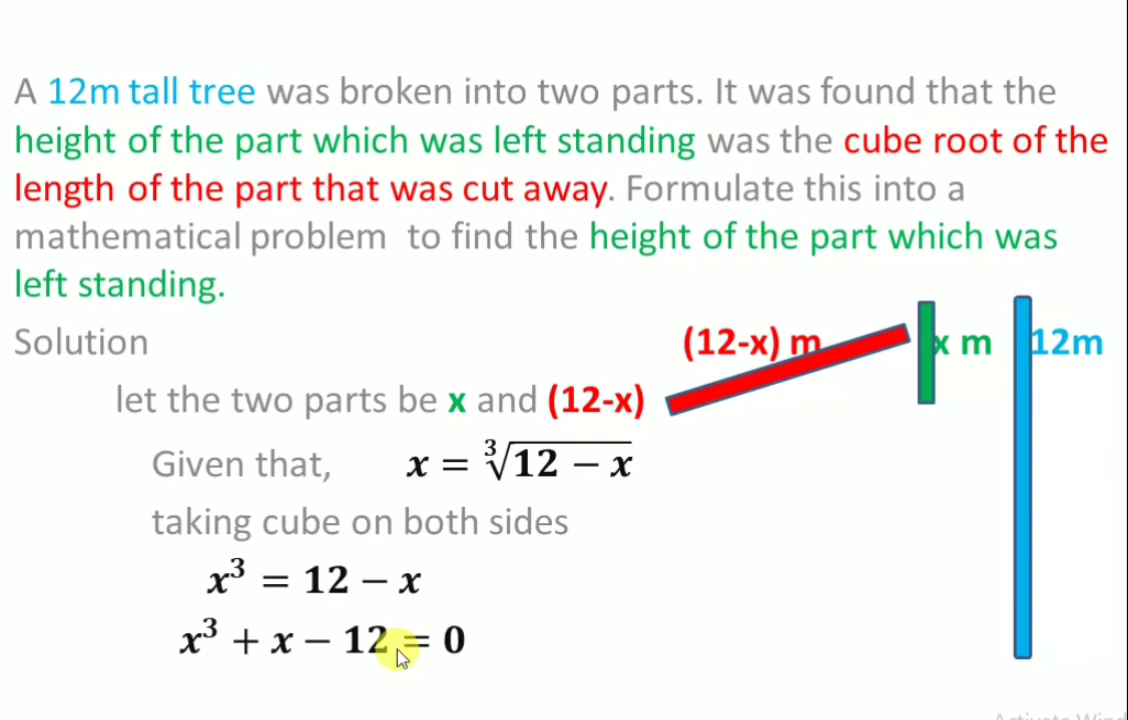 A 12m tall tree was broken into two parts. It was found that the
height of the part which was left standing was the cube root of the
length of the part that was cut away. Formulate this into a
mathematical problem to find the height of the part which was
left standing.
Solution
(12-x) m
x m
12m
let the two parts be x and (12-x)
Given that, x = ∛(12 − x)
taking cube on both sides
x³ = 12 − x
x³ + x − 12 = 0